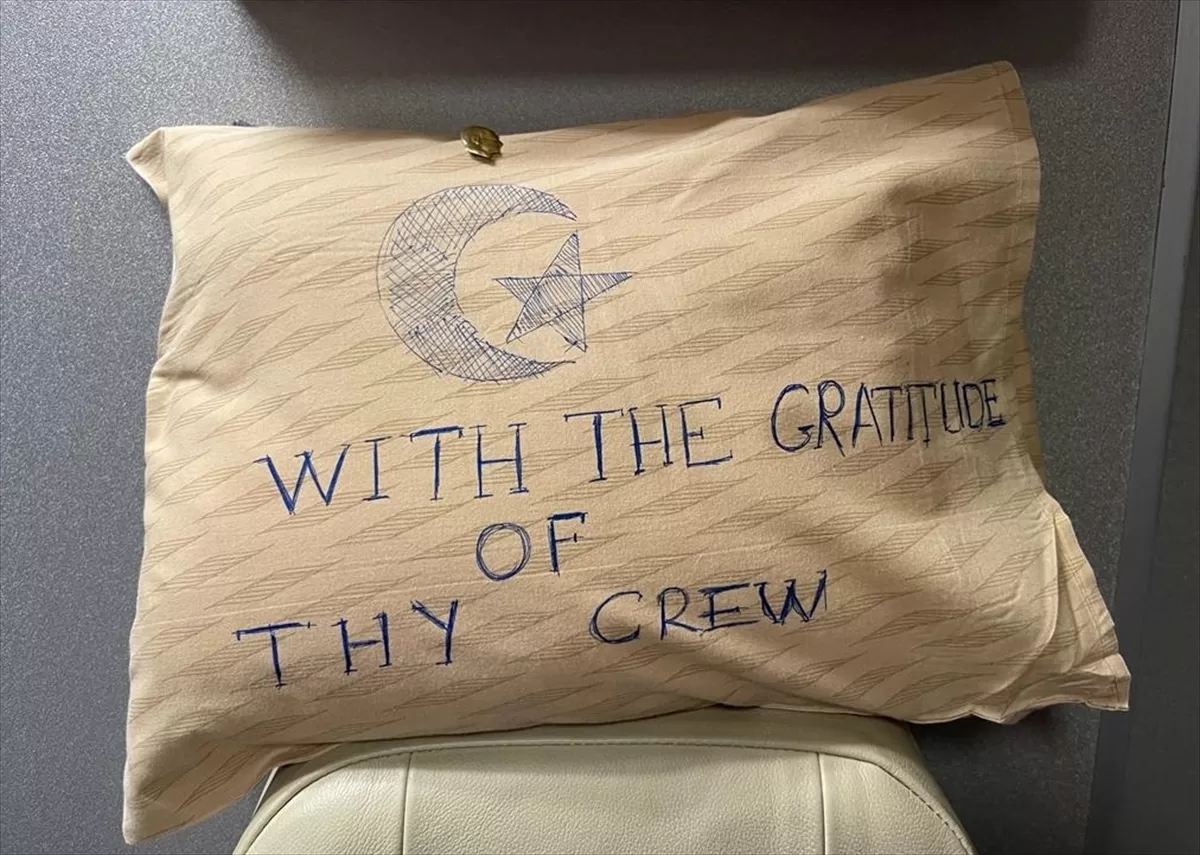 WITH THE GRATITUDE
OF
THY CREW